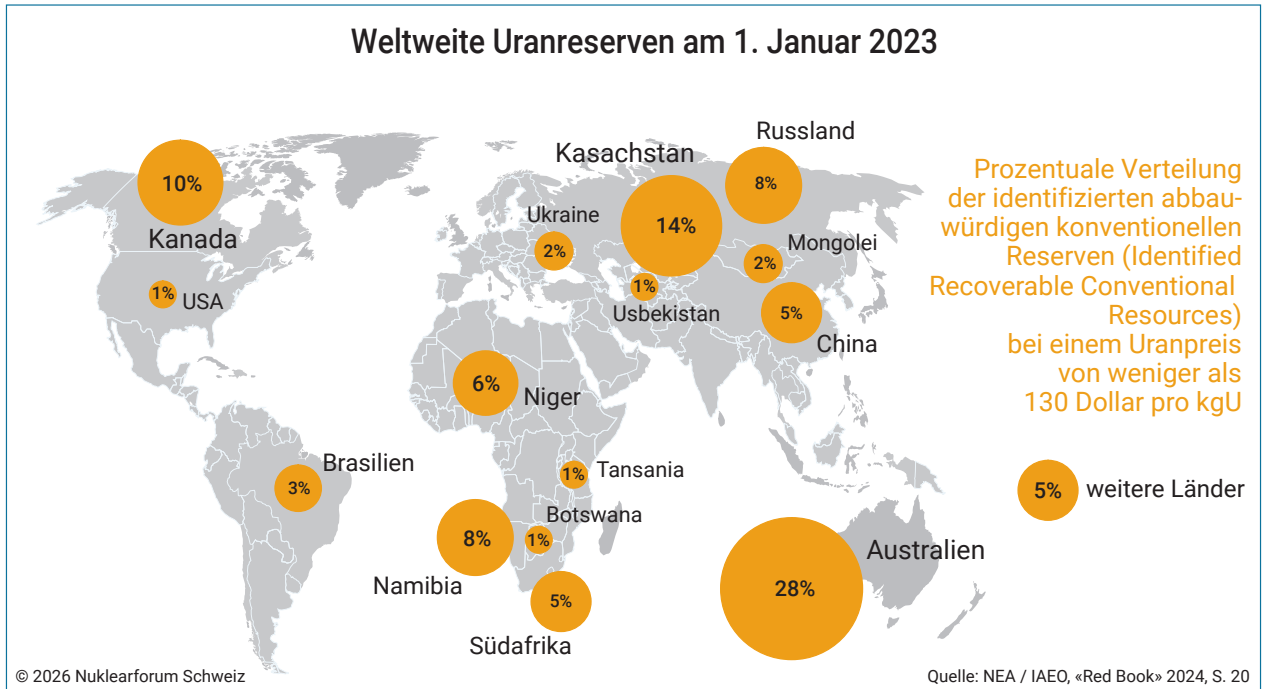 Weltweite Uranreserven am 1. Januar 2023
Russland
8%
Kasachstan
14%
10%
Kanada
Ukraine
2%
Mongolei
2%
1%
USA
1%
Usbekistan
5%
China
Prozentuale Verteilung
der identifizierten abbau-
würdigen konventionellen
Reserven (Identified
Recoverable Conventional
Resources)
bei einem Uranpreis
von weniger als
130 Dollar pro kgU
6%
Niger
Brasilien
3%
1%
Tansania
Botswana
1%
8%
Namibia
5%
Südafrika
Australien
28%
5%
weitere Länder
© 2026 Nuklearforum Schweiz
Quelle: NEA / IAEO, «Red Book» 2024, S. 20